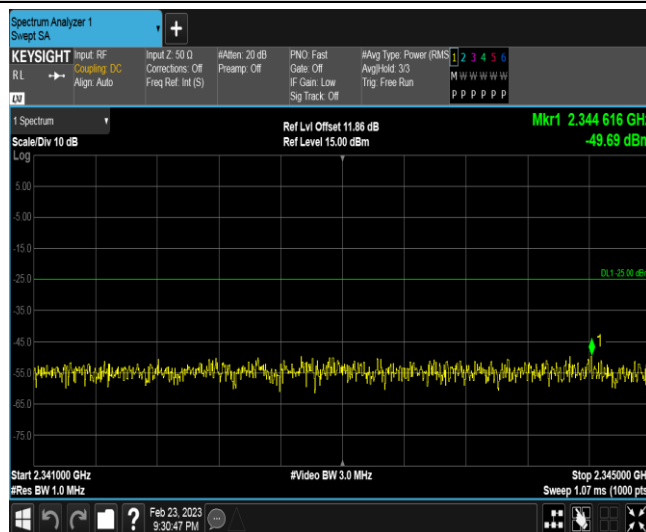 Spectrum Analyzer 1
Swept SA
+
KEYSIGHT
RL
LXI
Input: RF
Coupling: DC
Align: Auto
Input Z: 50 Ω
Corrections: Off
Freq Ref: Int (S)
#Atten: 20 dB
Preamp: Off
PNO: Fast
Gate: Off
IF Gain: Low
Sig Track: Off
#Avg Type: Power (RMS
Avg|Hold: 3/3
Trig: Free Run
1 2 3 4 5 6
M W W W W W
P P P P P P
1 Spectrum
Scale/Div 10 dB
Log
Ref Lvl Offset 11.86 dB
Ref Level 15.00 dBm
Mkr1 2.344 616 GHz
-49.69 dBm
5.00
-5.00
-15.0
-25.0
DL1 -25.00 dBm
-35.0
1
-45.0
-55.0
-65.0
-75.0
Start 2.341000 GHz
#Res BW 1.0 MHz
#Video BW 3.0 MHz
Stop 2.345000 GHz
Sweep 1.07 ms (1000 pts)
?
Feb 23, 2023
9:30:47 PM